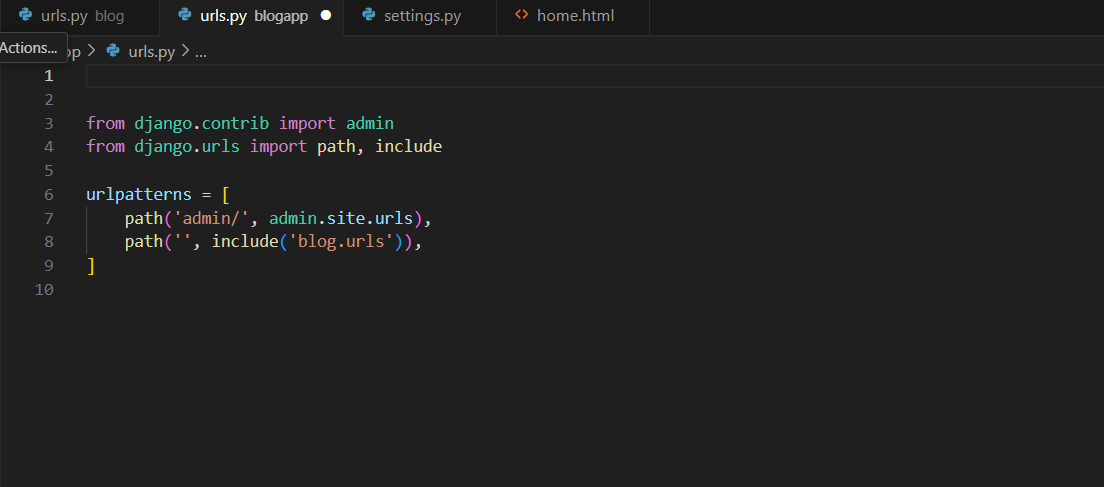 urls.py blog
urls.py blogapp
settings.py
home.html
Actions...
pp > urls.py > ...
1
2
3 from django.contrib import admin
4 from django.urls import path, include
5
6 urlpatterns = [
7 path('admin/', admin.site.urls),
8 path('', include('blog.urls')),
9 ]
10